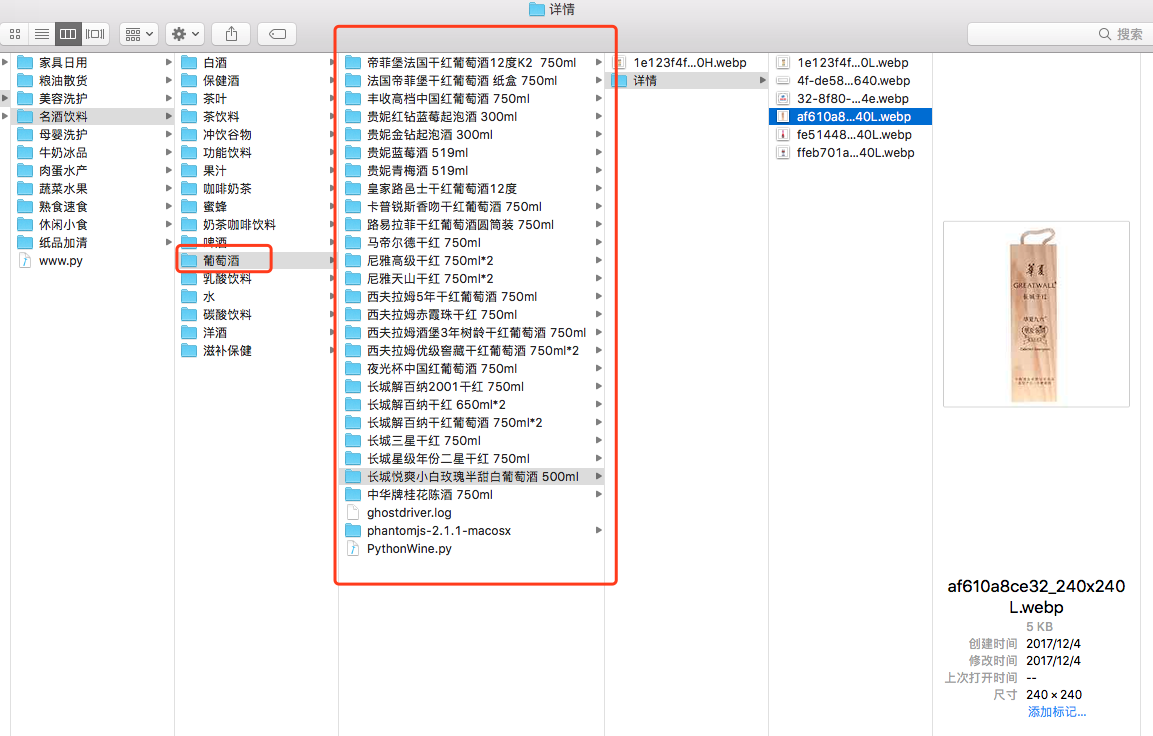 详情
搜索
家具日用
粮油散货
美容洗护
名酒饮料
母婴洗护
牛奶冰品
肉蛋水产
蔬菜水果
熟食速食
休闲小食
纸品加清
www.py
白酒
保健酒
茶叶
茶饮料
冲饮谷物
功能饮料
果汁
咖啡奶茶
蜜蜂
奶茶咖啡饮料
啤酒
葡萄酒
乳酸饮料
水
碳酸饮料
洋酒
滋补保健
帝菲堡法国干红葡萄酒12度K2 750ml
法国帝菲堡干红葡萄酒 纸盒 750ml
丰收高档中国红葡萄酒 750ml
贵妮红钻蓝莓起泡酒 300ml
贵妮金钻起泡酒 300ml
贵妮蓝莓酒 519ml
贵妮青梅酒 519ml
皇家路邑士干红葡萄酒12度
卡普锐斯香吻干红葡萄酒 750ml
路易拉菲干红葡萄酒圆筒装 750ml
马帝尔德干红 750ml
尼雅高级干红 750ml*2
尼雅天山干红 750ml*2
西夫拉姆5年干红葡萄酒 750ml
西夫拉姆赤霞珠干红 750ml
西夫拉姆酒堡3年树龄干红葡萄酒 750ml
西夫拉姆优级窖藏干红葡萄酒 750ml*2
夜光杯中国红葡萄酒 750ml
长城解百纳2001干红 750ml
长城解百纳干红 650ml*2
长城解百纳干红葡萄酒 750ml*2
长城三星干红 750ml
长城星级年份二星干红 750ml
长城悦爽小白玫瑰半甜白葡萄酒 500ml
中华牌桂花陈酒 750ml
ghostdriver.log
phantomjs-2.1.1-macosx
PythonWine.py
1e123f4f...0H.webp
详情
1e123f4f...0L.webp
4f-de58...640.webp
32-8f80-...4e.webp
af610a8...40L.webp
fe51448...40L.webp
ffeb701a...40L.webp
华夏
GREATWALL
长城干红
华夏九六
af610a8ce32_240x240
L.webp
5 KB
创建时间 2017/12/4
修改时间 2017/12/4
上次打开时间 --
尺寸 240 × 240
添加标记...